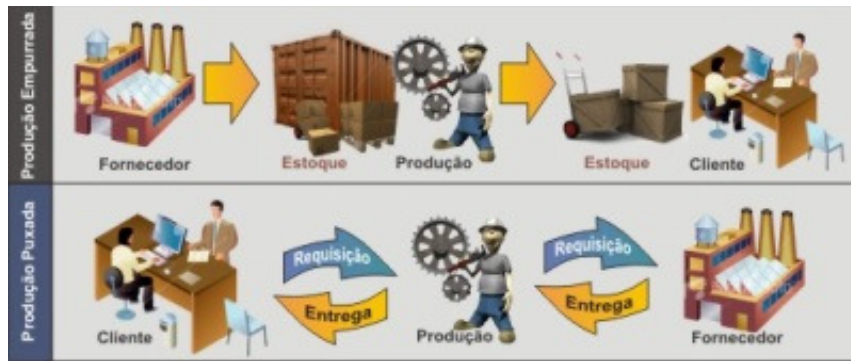 Produção Empurrada
Fornecedor
Estoque
Produção
Estoque
Cliente
Produção Puxada
Cliente
Requisição
Entrega
Produção
Requisição
Entrega
Fornecedor